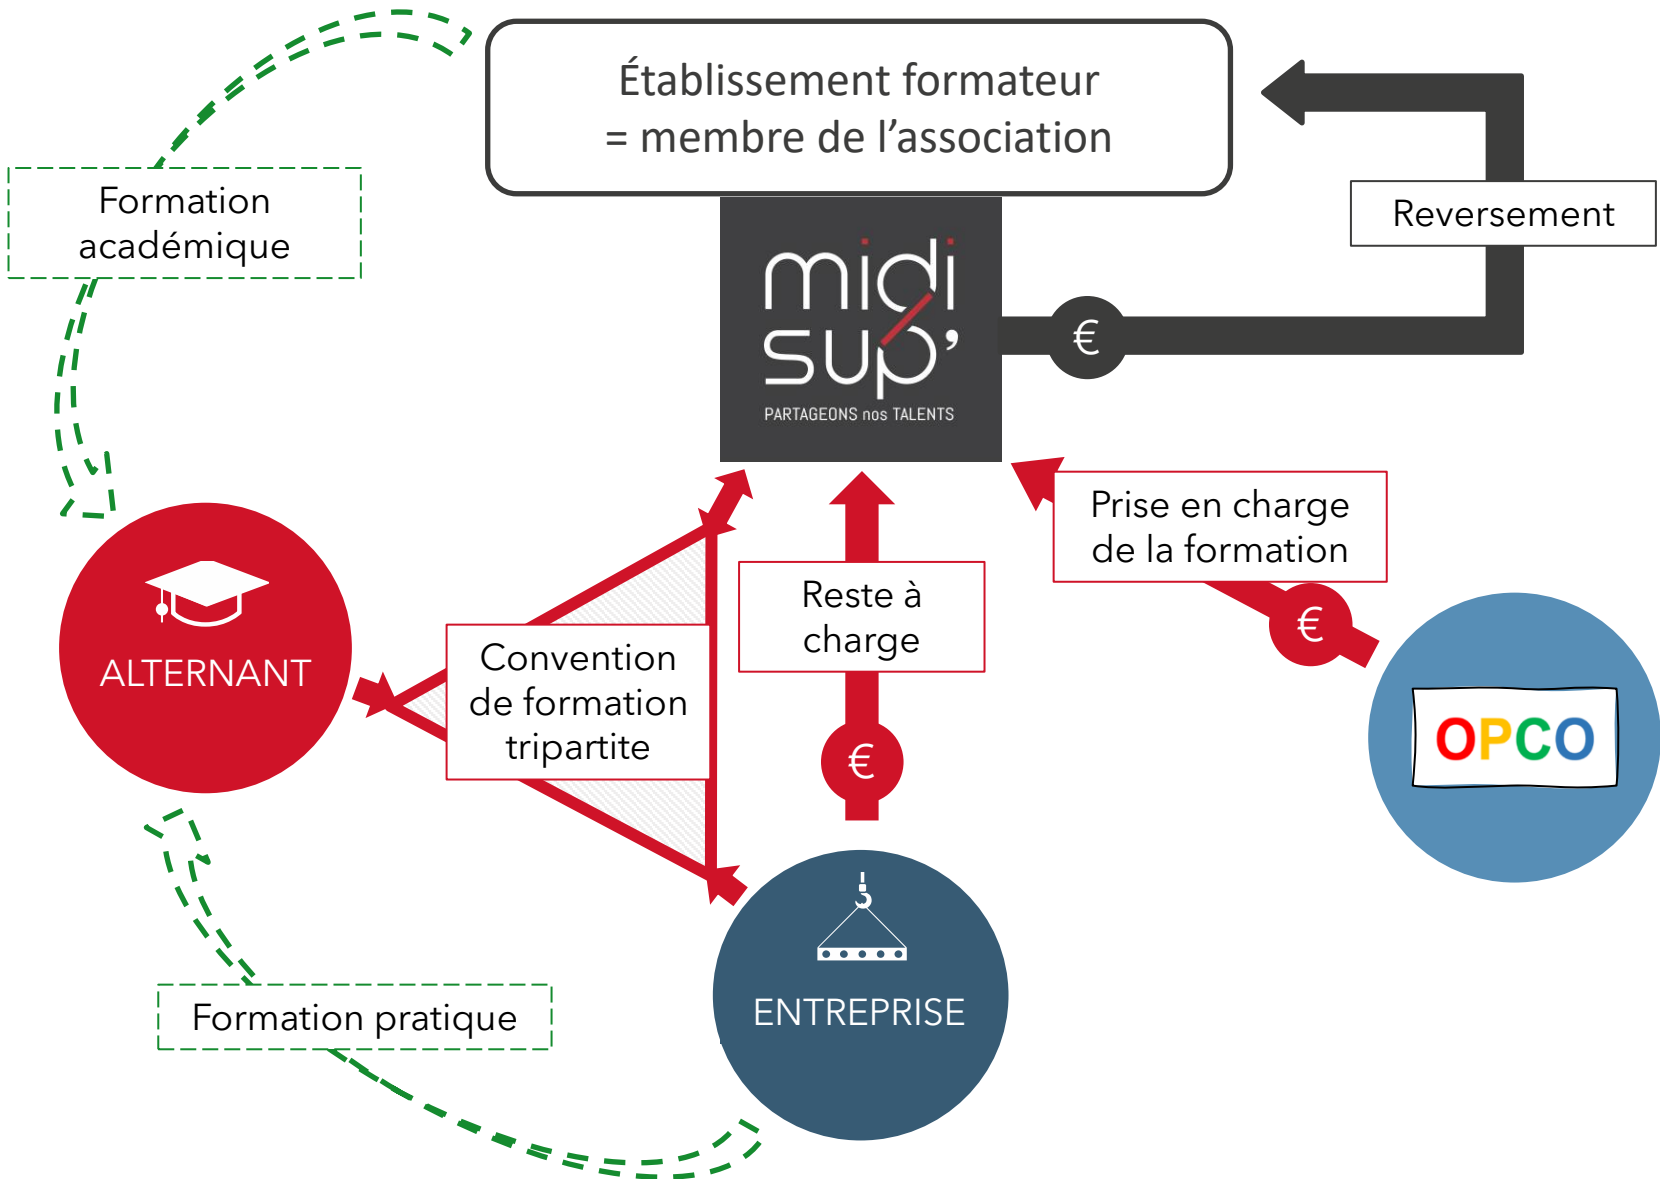 Établissement formateur
= membre de l’association
Formation
académique
Reversement
midi
sup’
PARTAGEONS nos TALENTS
€
Prise en charge
de la formation
€
Reste à
charge
€
Convention
de formation
tripartite
ALTERNANT
OPCO
ENTREPRISE
Formation pratique